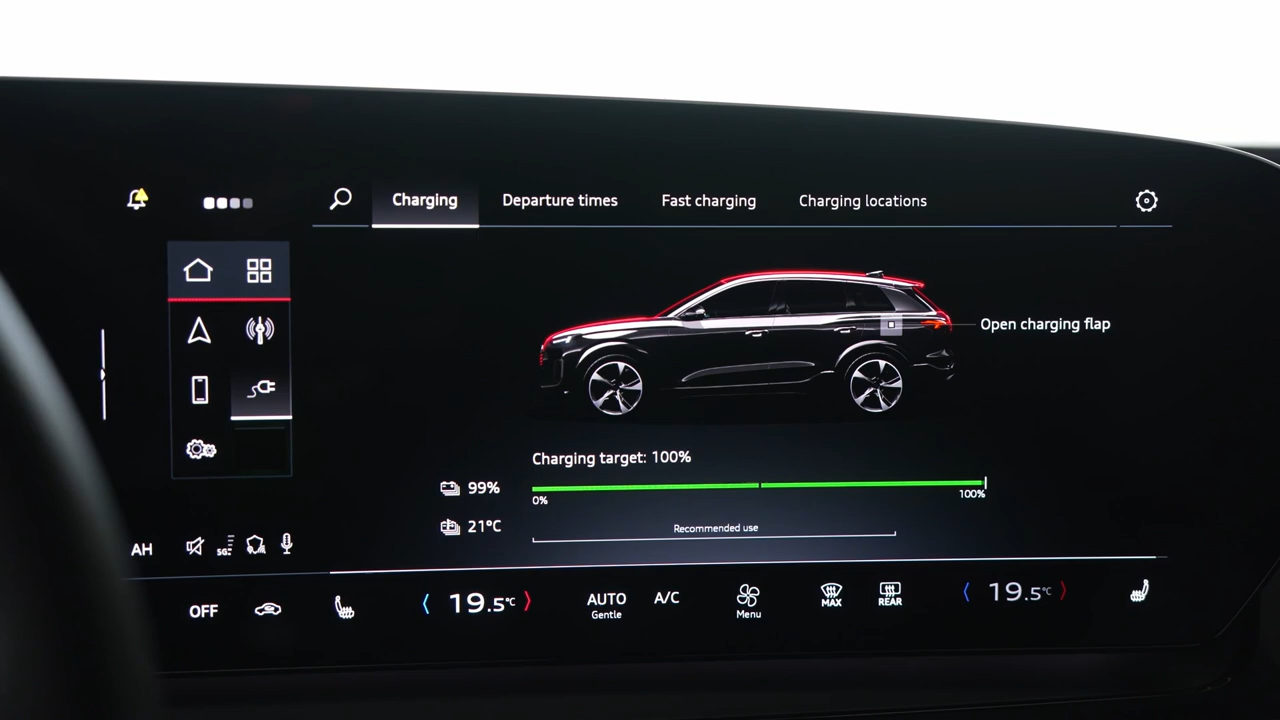 Charging
Departure times
Fast charging
Charging locations
Open charging flap
Charging target: 100%
99%
0%
100%
21°C
Recommended use
AH
5G
OFF
19.5°C
AUTO
Gentle
A/C
Menu
MAX
REAR
19.5°C